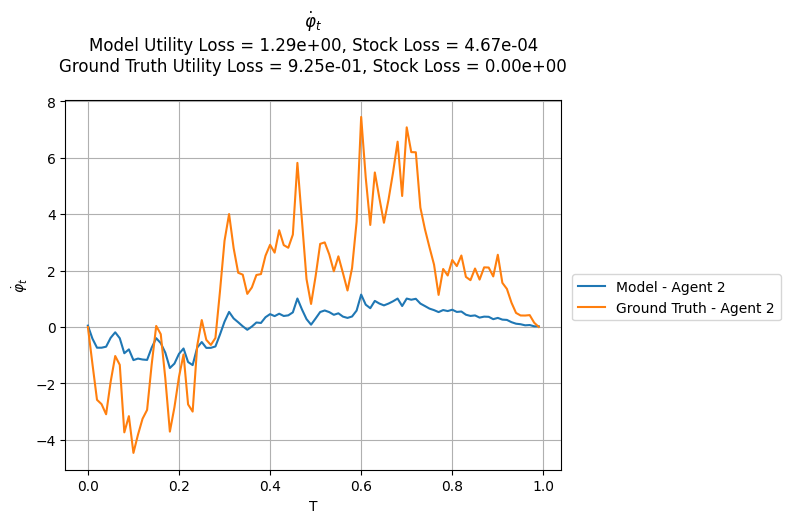 φ̇ₜ
Model Utility Loss = 1.29e+00, Stock Loss = 4.67e-04
Ground Truth Utility Loss = 9.25e-01, Stock Loss = 0.00e+00
8
6
4
2
0
−2
−4
φ̇ₜ
0.0 0.2 0.4 0.6 0.8 1.0
T
Model - Agent 2
Ground Truth - Agent 2